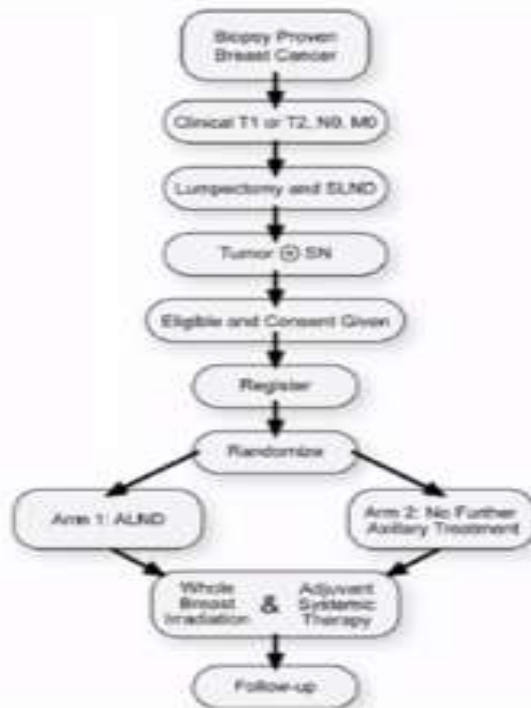 Biopsy Proven
Breast Cancer
Clinical T1 or T2, N0, M0
Lumpectomy and SLND
Tumor ⊕ SN
Eligible and Consent Given
Register
Randomize
Arm 1: ALND
Arm 2: No Further
Axillary Treatment
Whole
Breast
Irradiation
&
Adjuvant
Systemic
Therapy
Follow-up